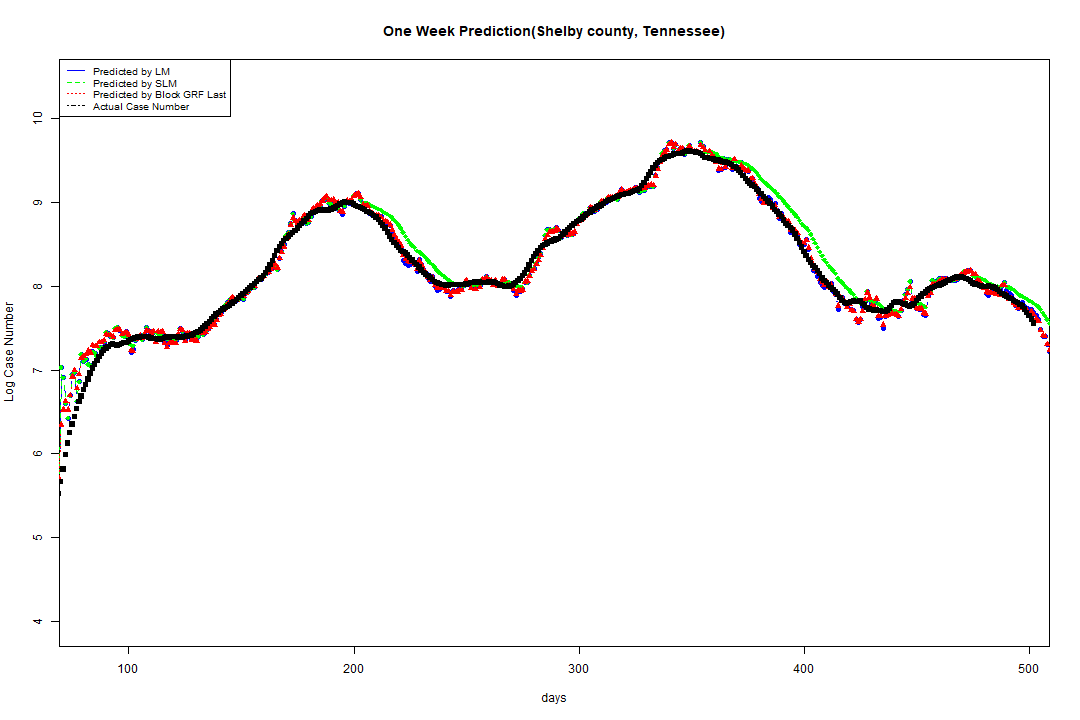 One Week Prediction(Shelby county, Tennessee)
Predicted by LM
Predicted by SLM
Predicted by Block GRF Last
Actual Case Number
10
9
8
7
6
5
4
Log Case Number
100 200 300 400 500
days